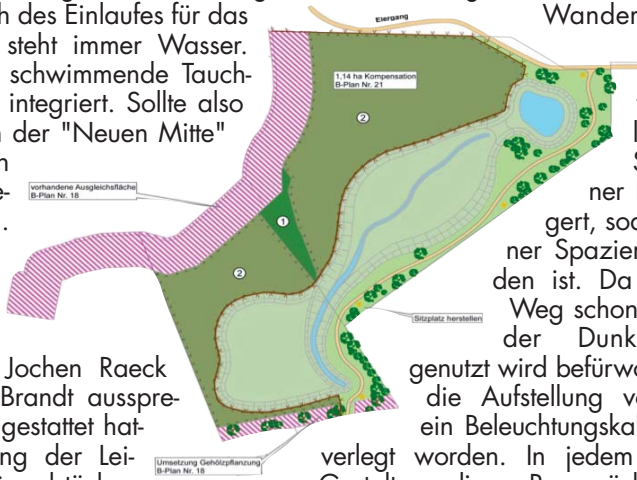 ch des Einlaufes für das
steht immer Wasser.
schwimmende Tauch-
integriert. Sollte also
der "Neuen Mitte"
Jochen Raeck
Brandt ausspre-
gestattet hat-
ng der Lei-
Eiergang
1,14 ha Kompensation
B-Plan Nr. 21
2
vorhandene Ausgleichsfläche
B-Plan Nr. 18
1
2
Sitzplatz herstellen
Umsetzung Gehölzpflanzung
B-Plan Nr. 18
Wander
ner
gert, so
ner Spazier
den ist. Da
Weg schon
der Dunk
genutzt wird befürwo
die Aufstellung v
ein Beleuchtungska
verlegt worden. In jedem